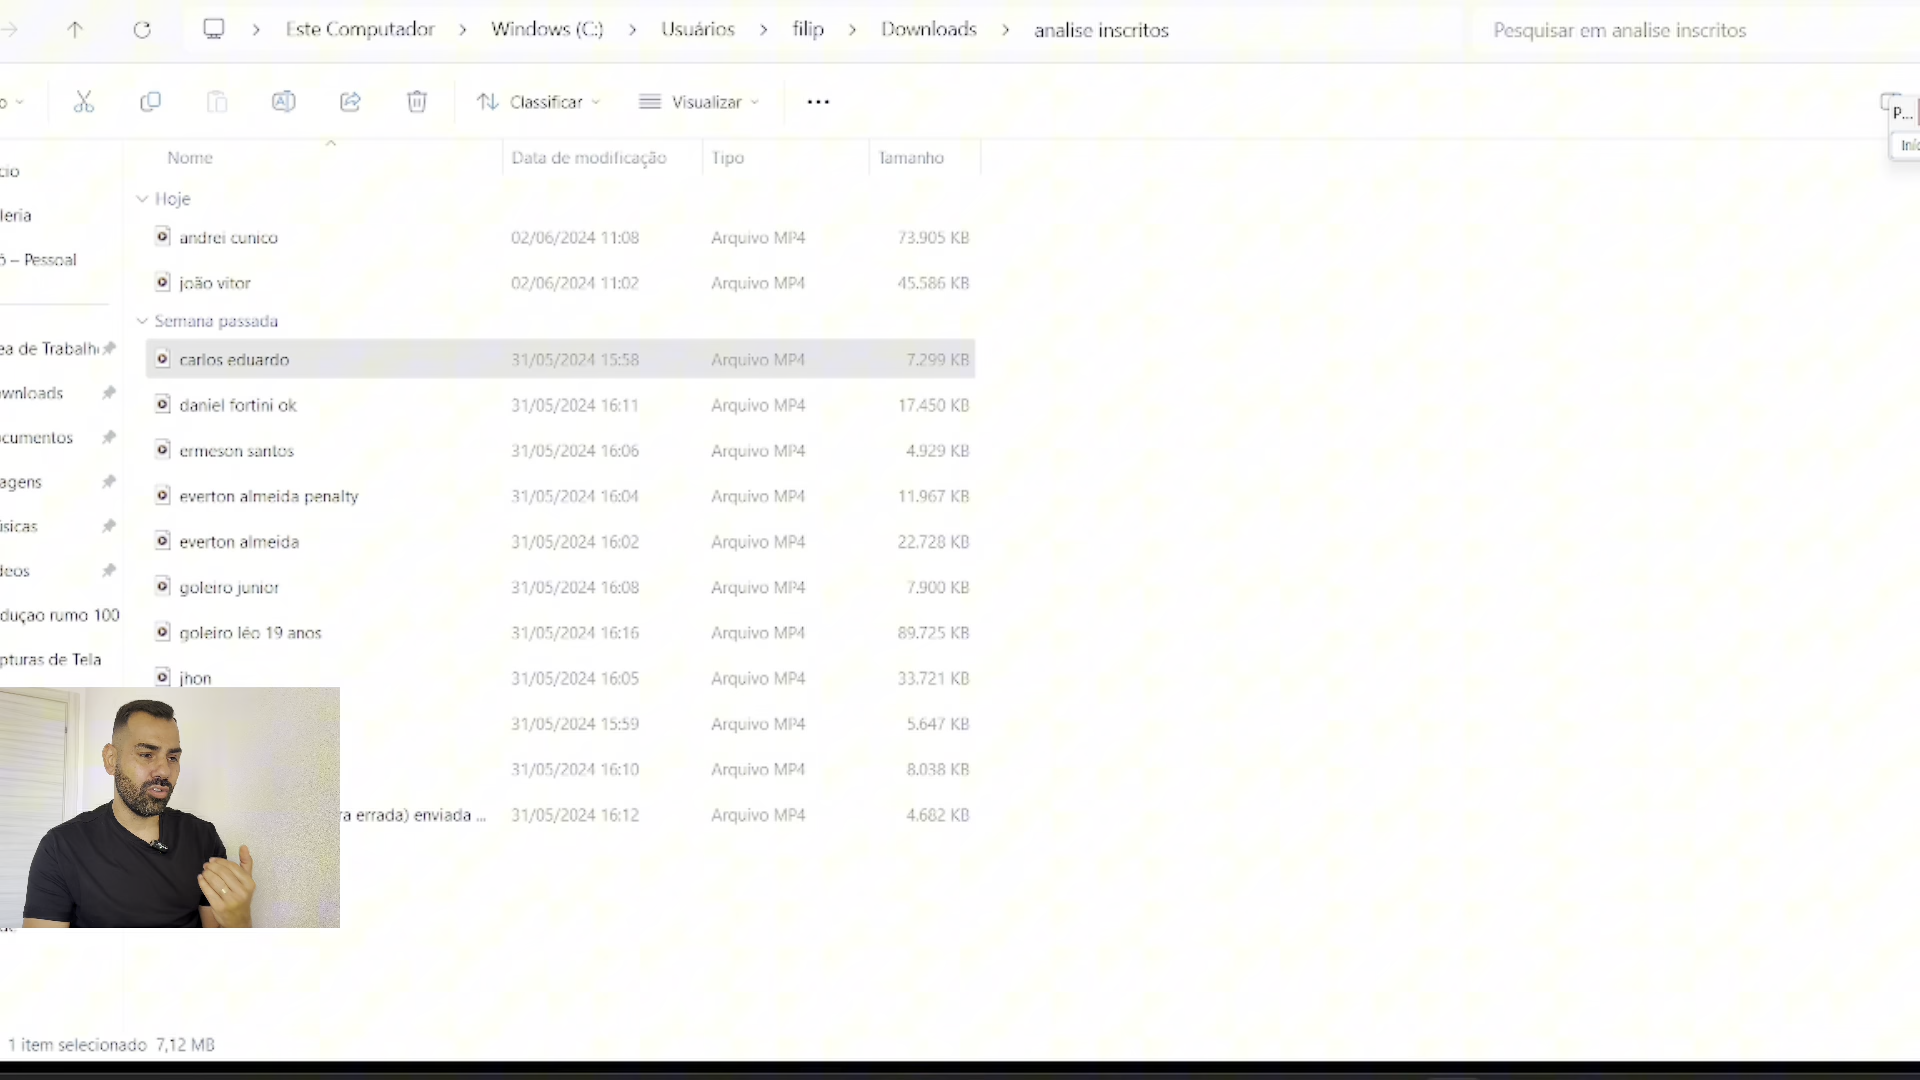 Este Computador > Windows (C:) > Usuários > filip > Downloads > analise inscritos
Pesquisar em analise inscritos
Classificar
Visualizar
P...
Nome Data de modificação Tipo Tamanho
Hoje
andrei cunico 02/06/2024 11:08 Arquivo MP4 73.905 KB
joão vitor 02/06/2024 11:02 Arquivo MP4 45.586 KB
– Pessoal
Semana passada
carlos eduardo 31/05/2024 15:58 Arquivo MP4 7.299 KB
daniel fortini ok 31/05/2024 16:11 Arquivo MP4 17.450 KB
ermeson santos 31/05/2024 16:06 Arquivo MP4 4.929 KB
everton almeida penalty 31/05/2024 16:04 Arquivo MP4 11.967 KB
everton almeida 31/05/2024 16:02 Arquivo MP4 22.728 KB
goleiro junior 31/05/2024 16:08 Arquivo MP4 7.900 KB
goleiro léo 19 anos 31/05/2024 16:16 Arquivo MP4 89.725 KB
jhon 31/05/2024 16:05 Arquivo MP4 33.721 KB
31/05/2024 15:59 Arquivo MP4 5.647 KB
31/05/2024 16:10 Arquivo MP4 8.038 KB
ra errada) enviada ... 31/05/2024 16:12 Arquivo MP4 4.682 KB
ea de Trabalh
wnloads
cumentos
agens
sicas
deos
duçao rumo 100
pturas de Tela
1 item selecionado 7,12 MB